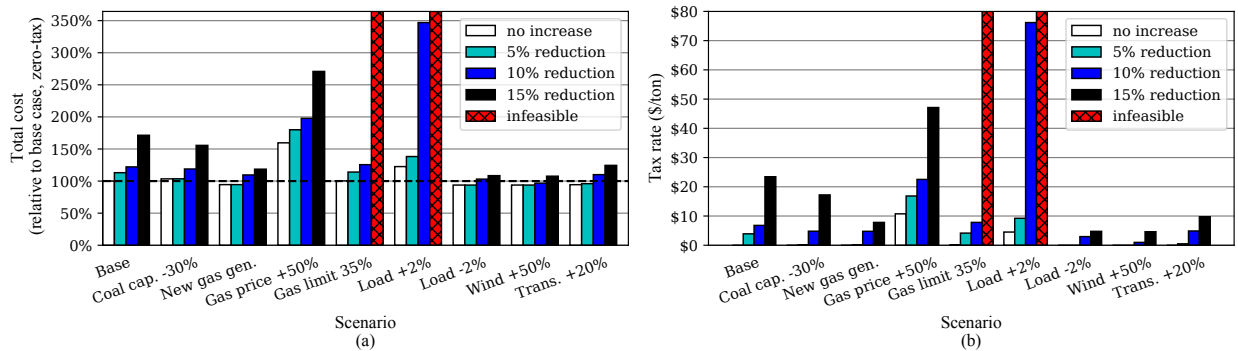 Total cost
(relative to base case, zero-tax)
350%
300%
250%
200%
150%
100%
50%
0%
no increase
5% reduction
10% reduction
15% reduction
infeasible
Base
Coal cap. -30%
New gas gen.
Gas price +50%
Gas limit 35%
Load +2%
Load -2%
Wind +50%
Trans. +20%
Scenario
(a)
Tax rate ($/ton)
$80
$70
$60
$50
$40
$30
$20
$10
$0
no increase
5% reduction
10% reduction
15% reduction
infeasible
Base
Coal cap. -30%
New gas gen.
Gas price +50%
Gas limit 35%
Load +2%
Load -2%
Wind +50%
Trans. +20%
Scenario
(b)